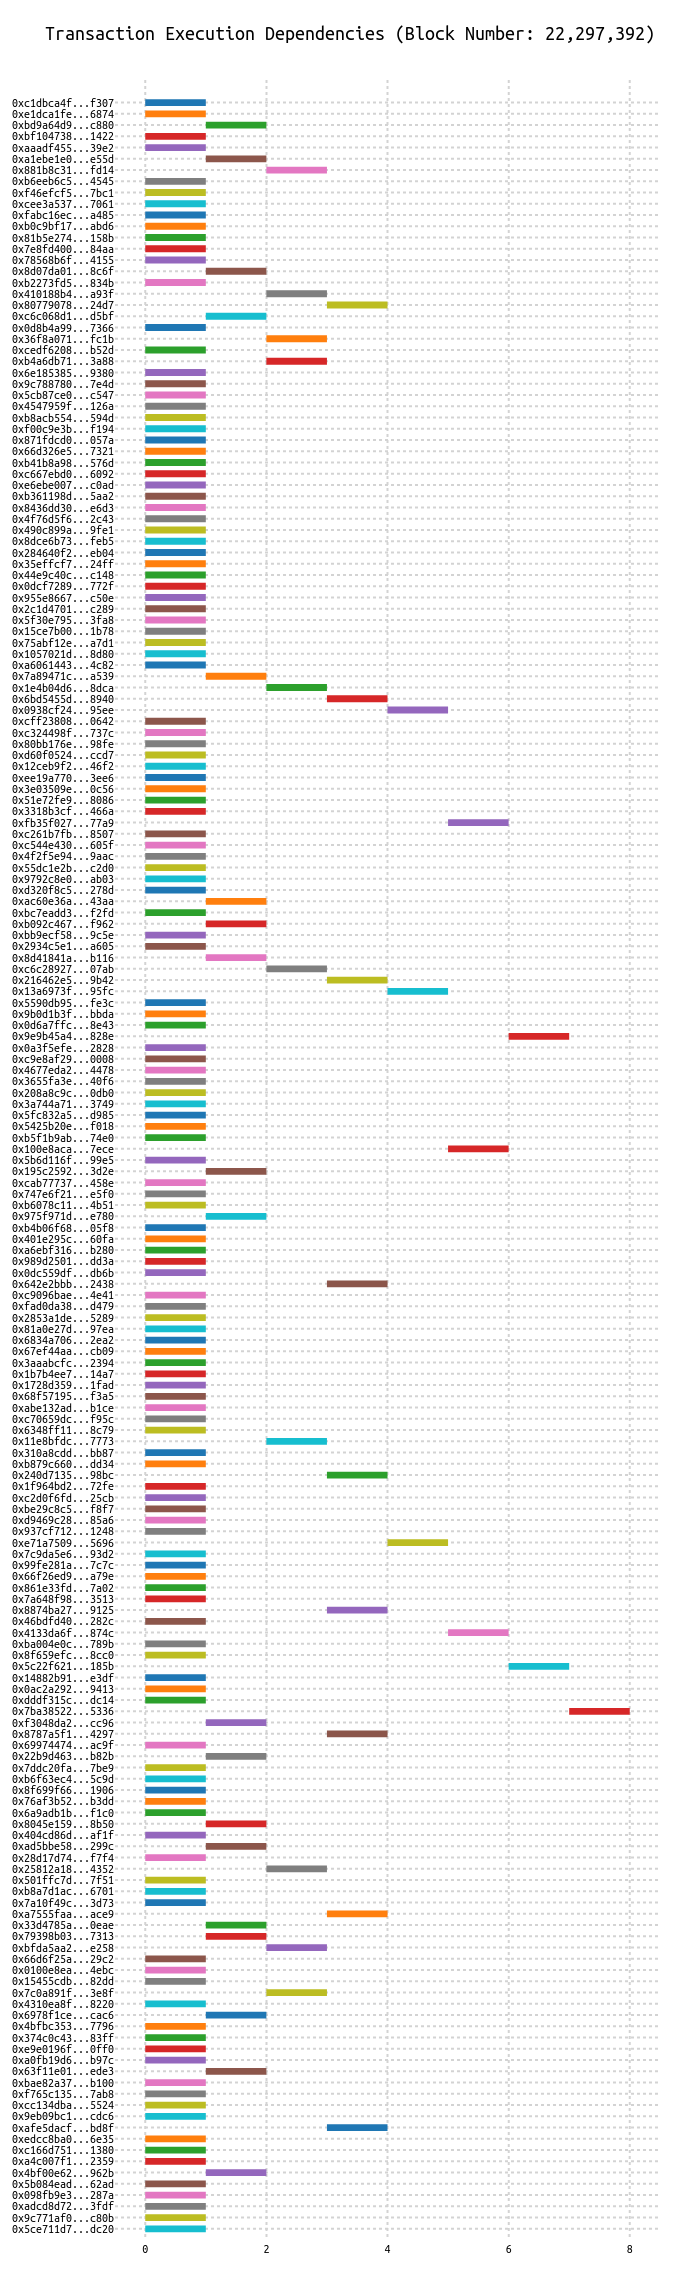 Transaction Execution Dependencies (Block Number: 22,297,392)
0xc1dbca4f...f307
0xe1dca1fe...6874
0xbd9a64d9...c880
0xbf104738...1422
0xaaadf455...39e2
0xa1ebe1e0...e55d
0x881b8c31...fd14
0xb6eeb6c5...4545
0xf46efcf5...7bc1
0xcee3a537...7061
0xfabc16ec...a485
0xb0c9bf17...abd6
0x81b5e274...158b
0x7e8fd400...84aa
0x78568b6f...4155
0x8d07da01...8c6f
0xb2273fd5...834b
0x410188b4...a93f
0x80779078...24d7
0xc6c068d1...d5bf
0x0d8b4a99...7366
0x36f8a071...fc1b
0xcedf6208...b52d
0xb4a6db71...3a88
0x6e185385...9380
0x9c788780...7e4d
0x5cb87ce0...c547
0x4547959f...126a
0xb8acb554...594d
0xf00c9e3b...f194
0x871fdcd0...057a
0x66d326e5...7321
0xb41b8a98...576d
0xc667ebd0...6092
0xe6ebe007...c0ad
0xb361198d...5aa2
0x8436dd30...e6d3
0x4f76d5f6...2c43
0x490c899a...9fe1
0x8dce6b73...feb5
0x284640f2...eb04
0x35effcf7...24ff
0x44e9c40c...c148
0x0dcf7289...772f
0x955e8667...c50e
0x2c1d4701...c289
0x5f30e795...3fa8
0x15ce7b00...1b78
0x75abf12e...a7d1
0x1057021d...8d80
0xa6061443...4c82
0x7a89471c...a539
0x1e4b04d6...8dca
0x6bd5455d...8940
0x0938cf24...95ee
0xcff23808...0642
0xc324498f...737c
0x80bb176e...98fe
0xd60f0524...ccd7
0x12ceb9f2...46f2
0xee19a770...3ee6
0x3e03509e...0c56
0x51e72fe9...8086
0x3318b3cf...466a
0xfb35f027...77a9
0xc261b7fb...8507
0xc544e430...605f
0x4f2f5e94...9aac
0x55dc1e2b...c2d0
0x9792c8e0...ab03
0xd320f8c5...278d
0xac60e36a...43aa
0xbc7eadd3...f2fd
0xb092c467...f962
0xbb9ecf58...9c5e
0x2934c5e1...a605
0x8d41841a...b116
0xc6c28927...07ab
0x216462e5...9b42
0x13a6973f...95fc
0x5590db95...fe3c
0x9b0d1b3f...bbda
0x0d6a7ffc...8e43
0x9e9b45a4...828e
0x0a3f5efe...2828
0xc9e8af29...0008
0x4677eda2...4478
0x3655fa3e...40f6
0x208a8c9c...0db0
0x3a744a71...3749
0x5fc832a5...d985
0x5425b20e...f018
0xb5f1b9ab...74e0
0x100e8aca...7ece
0x5b6d116f...99e5
0x195c2592...3d2e
0xcab77737...458e
0x747e6f21...e5f0
0xb6078c11...4b51
0x975f971d...e780
0xb4b06f68...05f8
0x401e295c...60fa
0xa6ebf316...b280
0x989d2501...dd3a
0x0dc559df...db6b
0x642e2bbb...2438
0xc9096bae...4e41
0xfad0da38...d479
0x2853a1de...5289
0x81a0e27d...97ea
0x6834a706...2ea2
0x67ef44aa...cb09
0x3aaabcfc...2394
0x1b7b4ee7...14a7
0x1728d359...1fad
0x68f57195...f3a5
0xabe132ad...b1ce
0xc70659dc...f95c
0x6348ff11...8c79
0x11e8bfdc...7773
0x310a8cdd...bb87
0xb879c660...dd34
0x240d7135...98bc
0x1f964bd2...72fe
0xc2d0f6fd...25cb
0xbe29c8c5...f8f7
0xd9469c28...85a6
0x937cf712...1248
0xe71a7509...5696
0x7c9da5e6...93d2
0x99fe281a...7c7c
0x66f26ed9...a79e
0x861e33fd...7a02
0x7a648f98...3513
0x8874ba27...9125
0x46bdfd40...282c
0x4133da6f...874c
0xba004e0c...789b
0x8f659efc...8cc0
0x5c22f621...185b
0x14882b91...e3df
0x0ac2a292...9413
0xdddf315c...dc14
0x7ba38522...5336
0xf3048da2...cc96
0x8787a5f1...4297
0x69974474...ac9f
0x22b9d463...b82b
0x7ddc20fa...7be9
0xb6f63ec4...5c9d
0x8f699f66...1906
0x76af3b52...b3dd
0x6a9adb1b...f1c0
0x8045e159...8b50
0x404cd86d...af1f
0xad5bbe58...299c
0x28d17d74...f7f4
0x25812a18...4352
0x501ffc7d...7f51
0xb8a7d1ac...6701
0x7a10f49c...3d73
0xa7555faa...ace9
0x33d4785a...0eae
0x79398b03...7313
0xbfda5aa2...e258
0x66d6f25a...29c2
0x0100e8ea...4ebc
0x15455cdb...82dd
0x7c0a891f...3e8f
0x4310ea8f...8220
0x6978f1ce...cac6
0x4bfbc353...7796
0x374c0c43...83ff
0xe9e0196f...0ff0
0xa0fb19d6...b97c
0x63f11e01...ede3
0xbae82a37...b100
0xf765c135...7ab8
0xcc134dba...5524
0x9eb09bc1...cdc6
0xafe5dacf...bd8f
0xedcc8ba0...6e35
0xc166d751...1380
0xa4c007f1...2359
0x4bf00e62...962b
0x5b084ead...62ad
0x098fb9e3...287a
0xadcd8d72...3fdf
0x9c771af0...c80b
0x5ce711d7...dc20
0 2 4 6 8